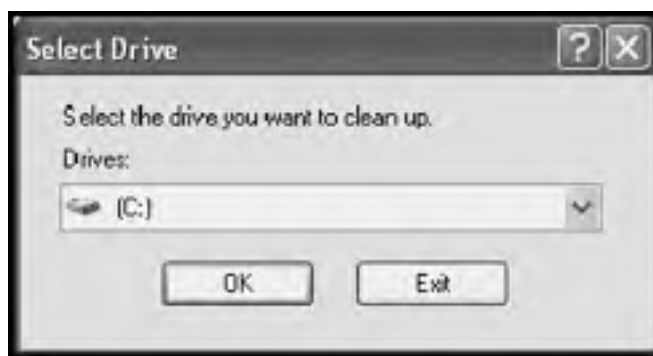 Select Drive
Select the drive you want to clean up.
Drives:
(C:)
OK
Exit